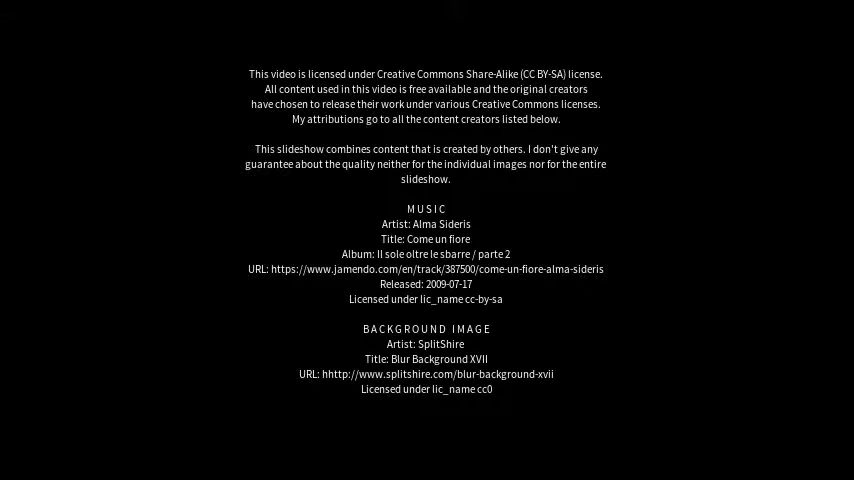 This video is licensed under Creative Commons Share-Alike (CC BY-SA) license.
All content used in this video is free available and the original creators
have chosen to release their work under various Creative Commons licenses.
My attributions go to all the content creators listed below.
This slideshow combines content that is created by others. I don't give any
guarantee about the quality neither for the individual images nor for the entire
slideshow.
MUSIC
Artist: Alma Sideris
Title: Come un fiore
Album: Il sole oltre le sbarre / parte 2
URL: https://www.jamendo.com/en/track/387500/come-un-fiore-alma-sideris
Released: 2009-07-17
Licensed under lic_name cc-by-sa
BACKGROUND IMAGE
Artist: SplitShire
Title: Blur Background XVII
URL: hhttp://www.splitshire.com/blur-background-xvii
Licensed under lic_name cc0